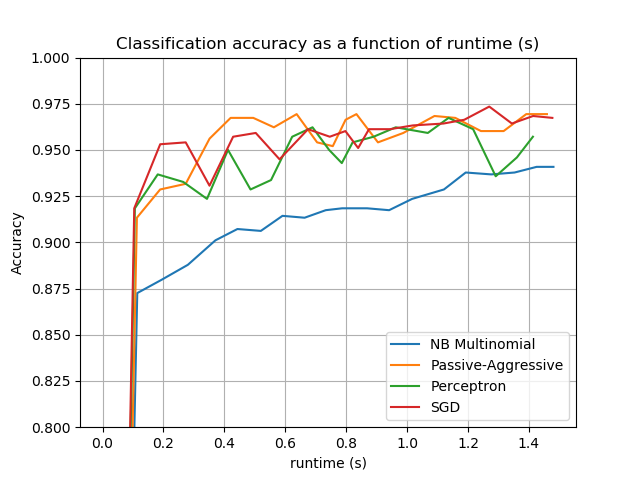 Classification accuracy as a function of runtime (s)
1.000
0.975
0.950
0.925
0.900
0.875
0.850
0.825
0.800
Accuracy
NB Multinomial
Passive-Aggressive
Perceptron
SGD
0.0 0.2 0.4 0.6 0.8 1.0 1.2 1.4
runtime (s)